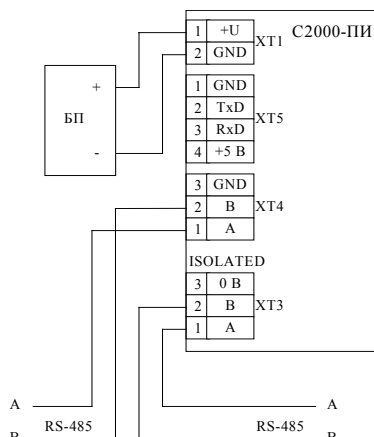 С2000-ПИ
1 +U
2 GND
XT1
БП
+
-
1 GND
2 TxD
3 RxD
4 +5 В
XT5
3 GND
2 B
1 A
XT4
ISOLATED
3 0 В
2 B
1 A
XT3
A A
RS-485 RS-485
B B